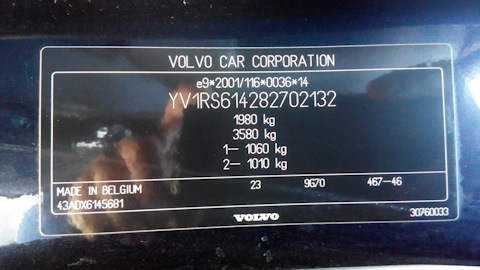 VOLVO CAR CORPORATION
e9*2001/116*0036*14
YV1RS614282702132
1980 kg
3580 kg
1- 1060 kg
2- 1010 kg
MADE IN BELGIUM 23 9G70 467-46
43ADX6145681
VOLVO 30760033